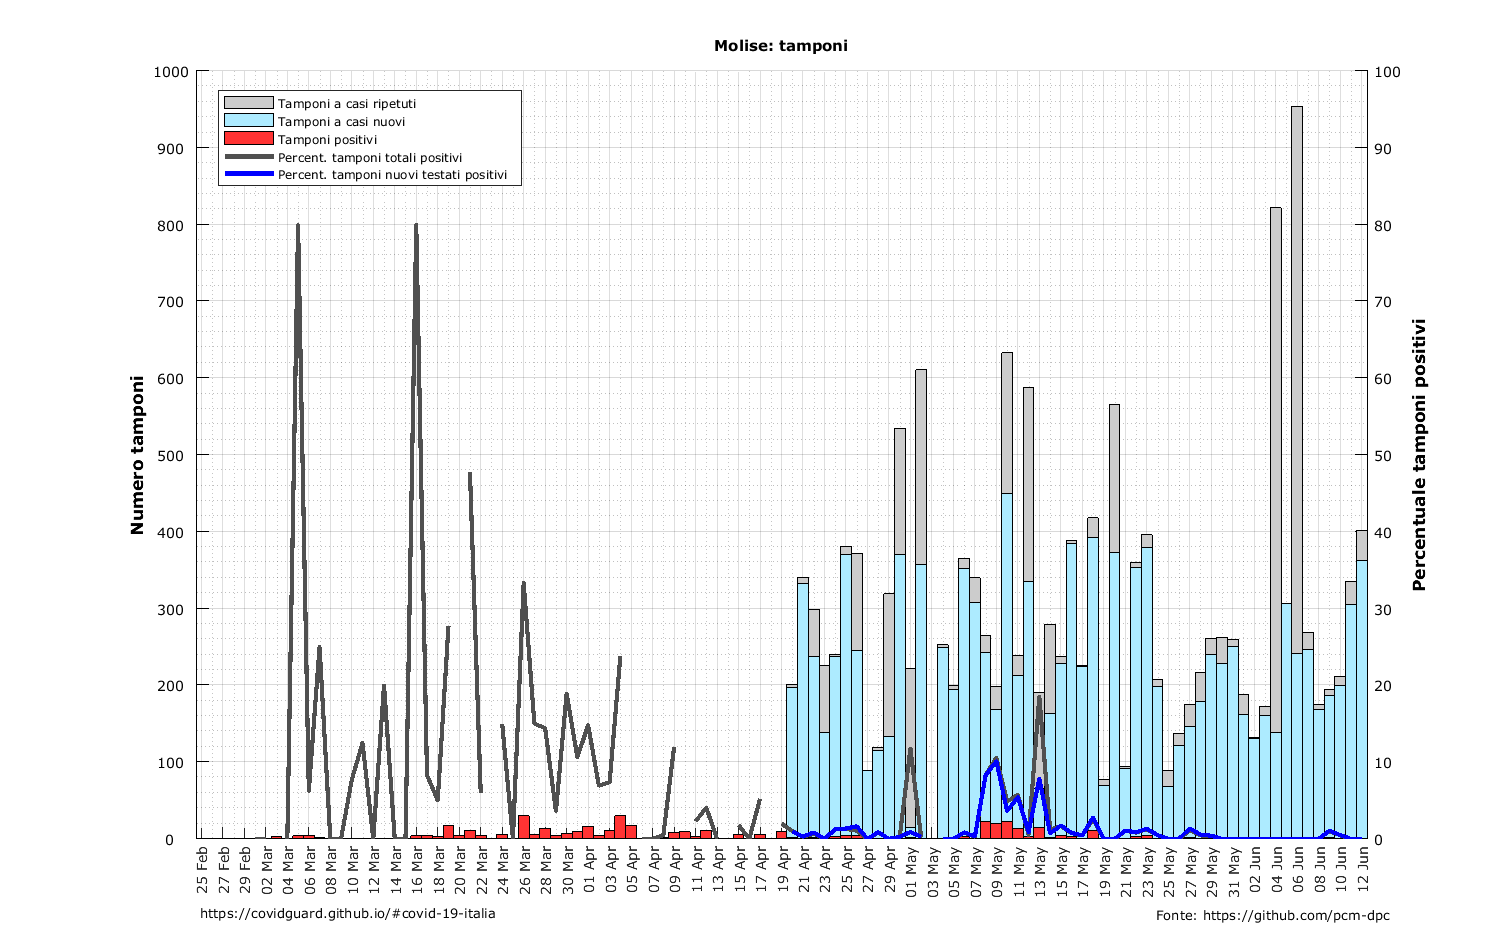 Molise: tamponi
Tamponi a casi ripetuti
Tamponi a casi nuovi
Tamponi positivi
Percent. tamponi totali positivi
Percent. tamponi nuovi testati positivi
Numero tamponi
1000
900
800
700
600
500
400
300
200
100
0
Percentuale tamponi positivi
100
90
80
70
60
50
40
30
20
10
0
25 Feb
27 Feb
29 Feb
02 Mar
04 Mar
06 Mar
08 Mar
10 Mar
12 Mar
14 Mar
16 Mar
18 Mar
20 Mar
22 Mar
24 Mar
26 Mar
28 Mar
30 Mar
01 Apr
03 Apr
05 Apr
07 Apr
09 Apr
11 Apr
13 Apr
15 Apr
17 Apr
19 Apr
21 Apr
23 Apr
25 Apr
27 Apr
29 Apr
01 May
03 May
05 May
07 May
09 May
11 May
13 May
15 May
17 May
19 May
21 May
23 May
25 May
27 May
29 May
31 May
02 Jun
04 Jun
06 Jun
08 Jun
10 Jun
12 Jun
https://covidguard.github.io/#covid-19-italia
Fonte: https://github.com/pcm-dpc